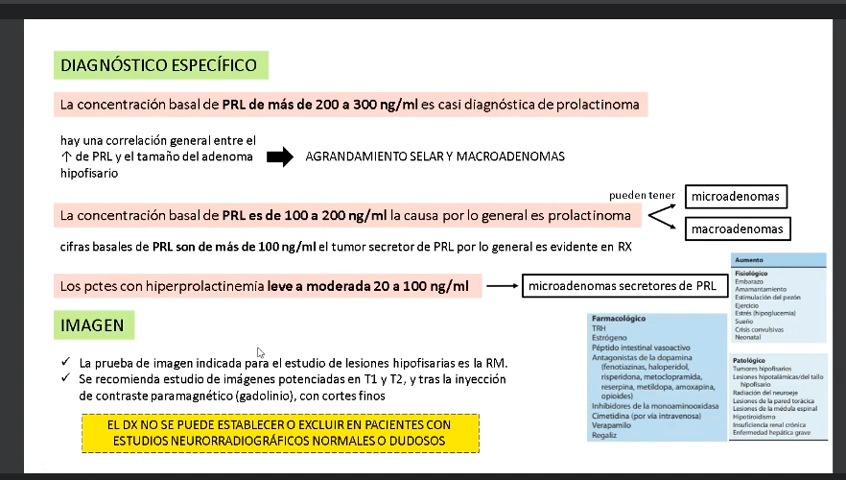 DIAGNÓSTICO ESPECÍFICO
La concentración basal de PRL de más de 200 a 300 ng/ml es casi diagnóstica de prolactinoma
hay una correlación general entre el
↑ de PRL y el tamaño del adenoma
hipofisario
AGRANDAMIENTO SELAR Y MACROADENOMAS
pueden tener
microadenomas
La concentración basal de PRL es de 100 a 200 ng/ml la causa por lo general es prolactinoma
macroadenomas
cifras basales de PRL son de más de 100 ng/ml el tumor secretor de PRL por lo general es evidente en RX
Los pctes con hiperprolactinemia leve a moderada 20 a 100 ng/ml
microadenomas secretores de PRL
IMAGEN
✓ La prueba de imagen indicada para el estudio de lesiones hipofisarias es la RM.
✓ Se recomienda estudio de imágenes potenciadas en T1 y T2, y tras la inyección
de contraste paramagnético (gadolinio), con cortes finos
EL DX NO SE PUEDE ESTABLECER O EXCLUIR EN PACIENTES CON
ESTUDIOS NEURORRADIOGRÁFICOS NORMALES O DUDOSOS
Farmacológico
TRH
Estrógeno
Péptido intestinal vasoactivo
Antagonistas de la dopamina
(fenotiazinas, haloperidol,
risperidona, metoclopramida,
reserpina, metildopa, amoxapina,
opioides)
Inhibidores de la monoaminooxidasa
Cimetidina (por vía intravenosa)
Verapamilo
Regaliz
Aumento
Fisiológico
Embarazo
Amamantamiento
Estimulación del pezón
Ejercicio
Estrés (hipoglucemia)
Sueño
Crisis convulsivas
Neonatal
Patológico
Tumores hipofisarios
Lesiones hipotalámicas/del tallo
hipofisario
Radiación del neuroeje
Lesiones de la pared torácica
Lesiones de la médula espinal
Hipotiroidismo
Insuficiencia renal crónica
Enfermedad hepática grave